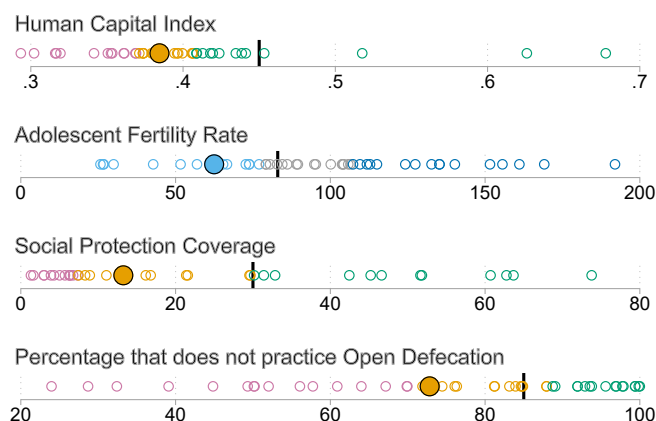 Human Capital Index
.3 .4 .5 .6 .7
Adolescent Fertility Rate
0 50 100 150 200
Social Protection Coverage
0 20 40 60 80
Percentage that does not practice Open Defecation
20 40 60 80 100